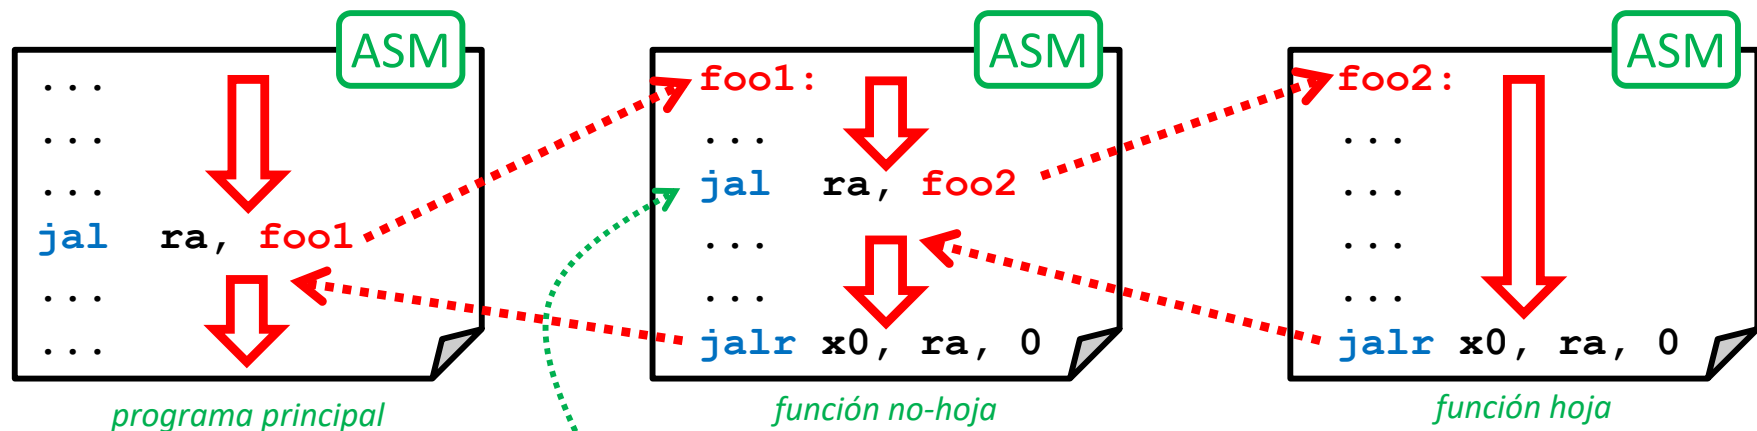 ASM
...
...
...
jal ra, foo1
...
...
programa principal
ASM
foo1:
...
jal ra, foo2
...
...
jalr x0, ra, 0
función no-hoja
ASM
foo2:
...
...
...
...
jalr x0, ra, 0
función hoja